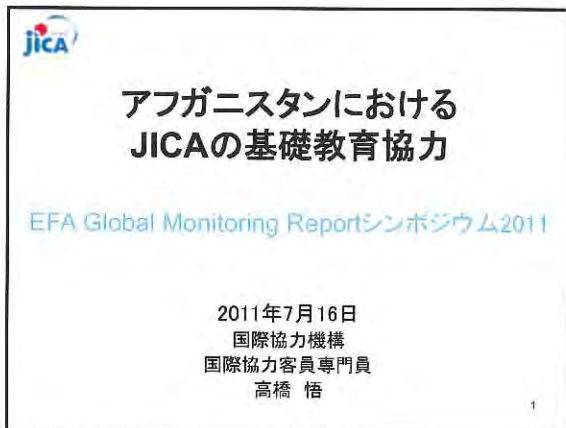 jica
アフガニスタンにおける
JICAの基礎教育協力
EFA Global Monitoring Reportシンポジウム2011
2011年7月16日
国際協力機構
国際協力客員専門員
高橋 悟
1